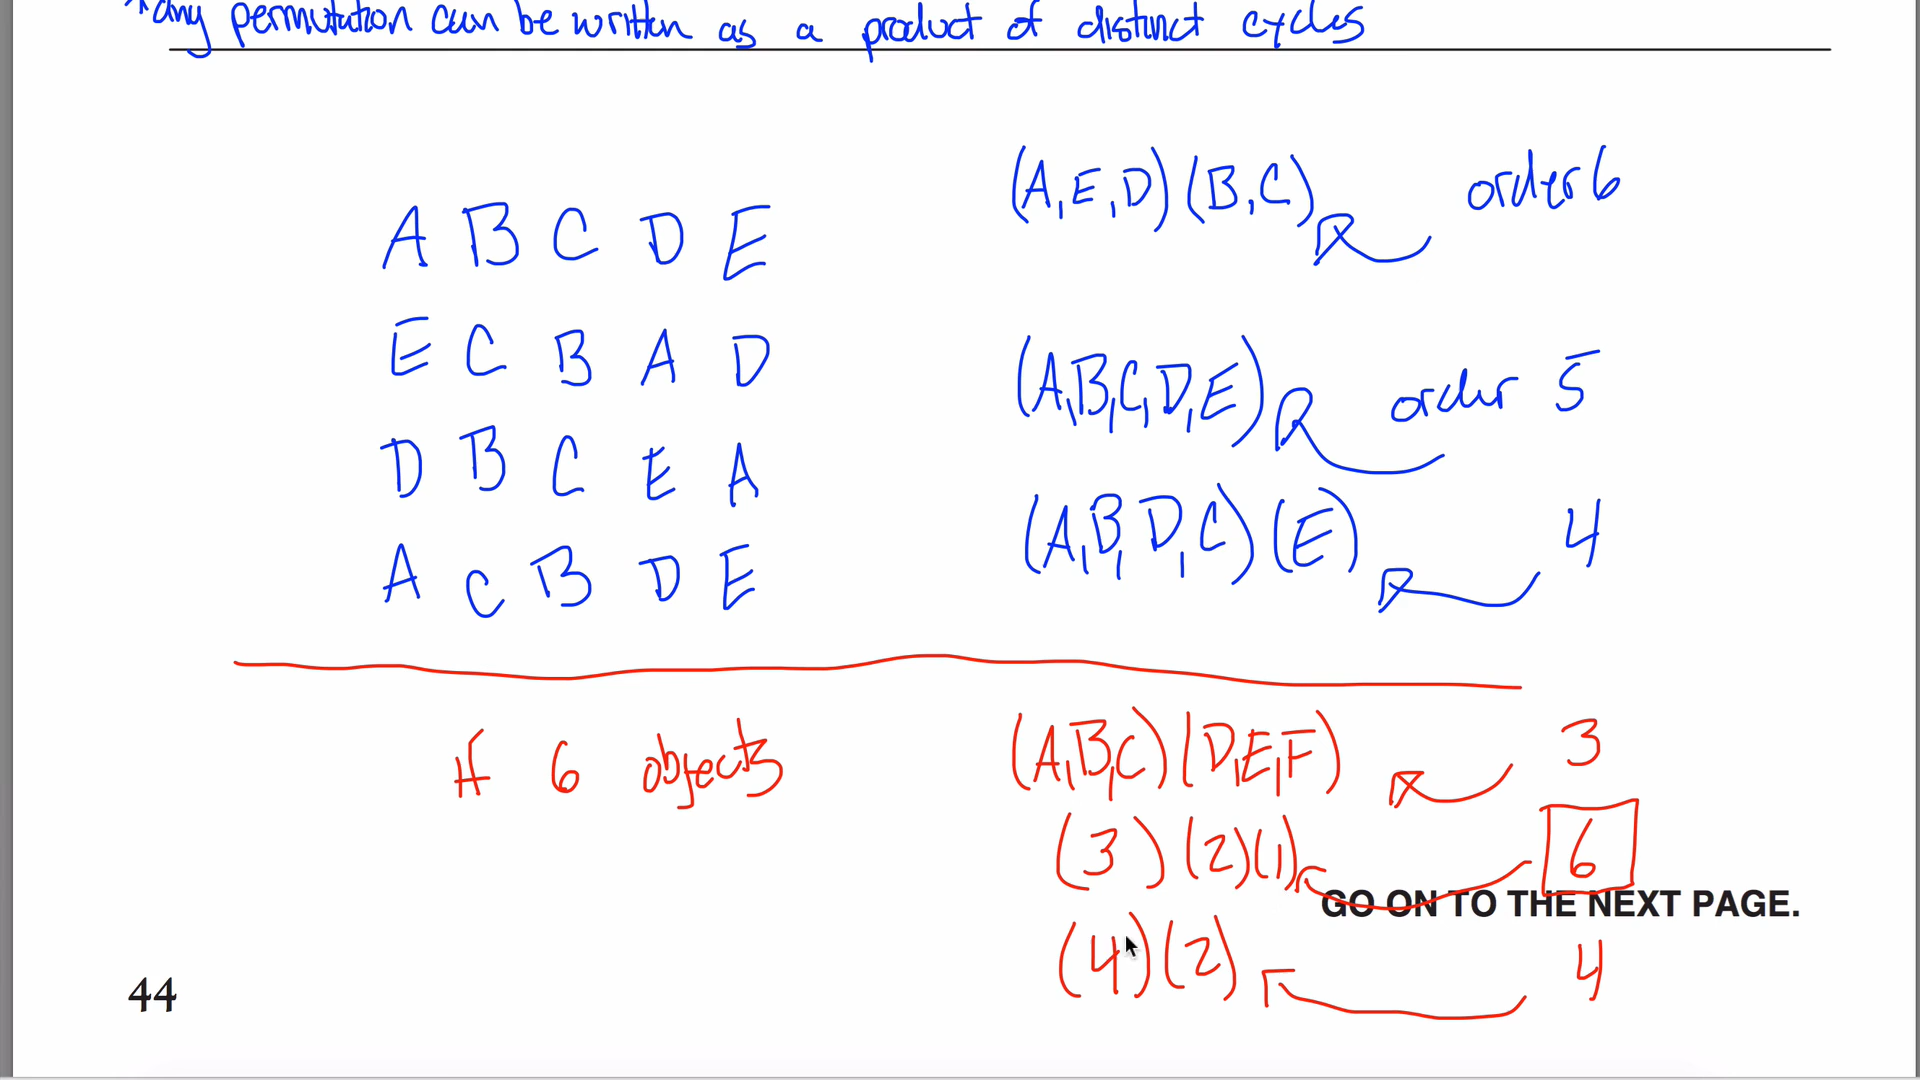 *any permutation can be written as a product of distinct cycles
A B C D E
E C B A D
D B C E A
A C B D E
(A,E,D)(B,C) order 6
(A,B,C,D,E) order 5
(A,B,D,C)(E) 4
If 6 objects
(A,B,C)(D,E,F) 3
(3)(2)(1) 6
(4)(2) 4
GO ON TO THE NEXT PAGE.
44